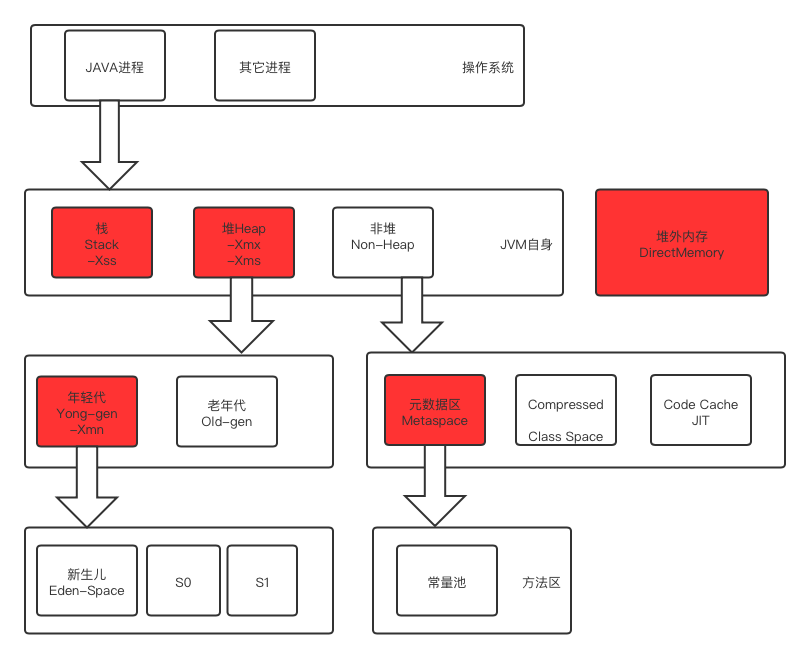 JAVA进程
其它进程
操作系统
栈
Stack
-Xss
堆Heap
-Xmx
-Xms
非堆
Non-Heap
JVM自身
堆外内存
DirectMemory
年轻代
Yong-gen
-Xmn
老年代
Old-gen
元数据区
Metaspace
Compressed
Class Space
Code Cache
JIT
新生儿
Eden-Space
S0
S1
常量池
方法区